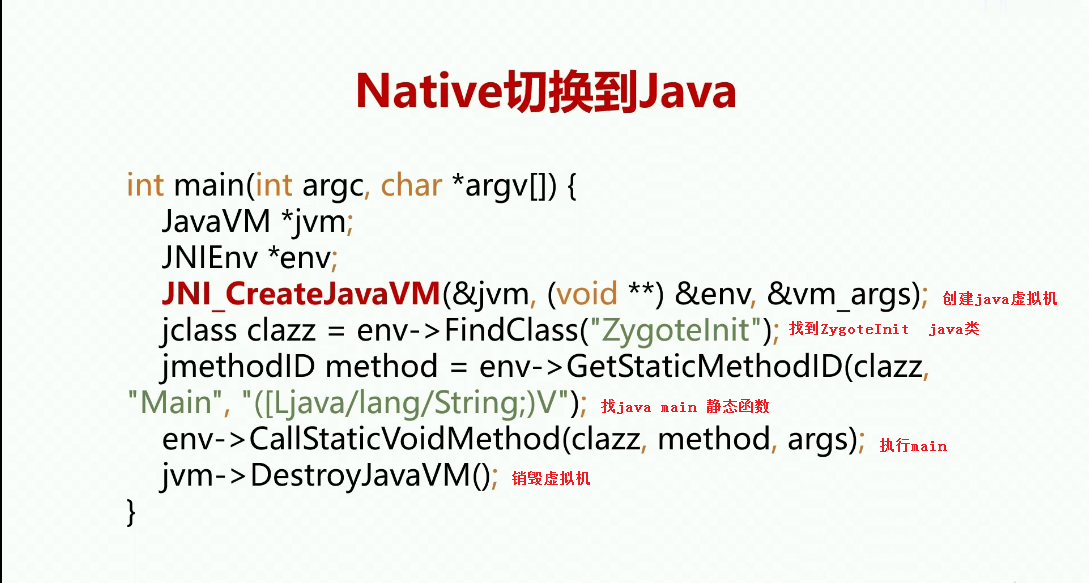 Native切换到Java
int main(int argc, char *argv[]) {
JavaVM *jvm;
JNIEnv *env;
JNI_CreateJavaVM(&jvm, (void **) &env, &vm_args); 创建java虚拟机
jclass clazz = env->FindClass("ZygoteInit"); 找到ZygoteInit java类
jmethodID method = env->GetStaticMethodID(clazz,
"Main", "([Ljava/lang/String;)V"); 找java main 静态函数
env->CallStaticVoidMethod(clazz, method, args); 执行main
jvm->DestroyJavaVM(); 销毁虚拟机
}